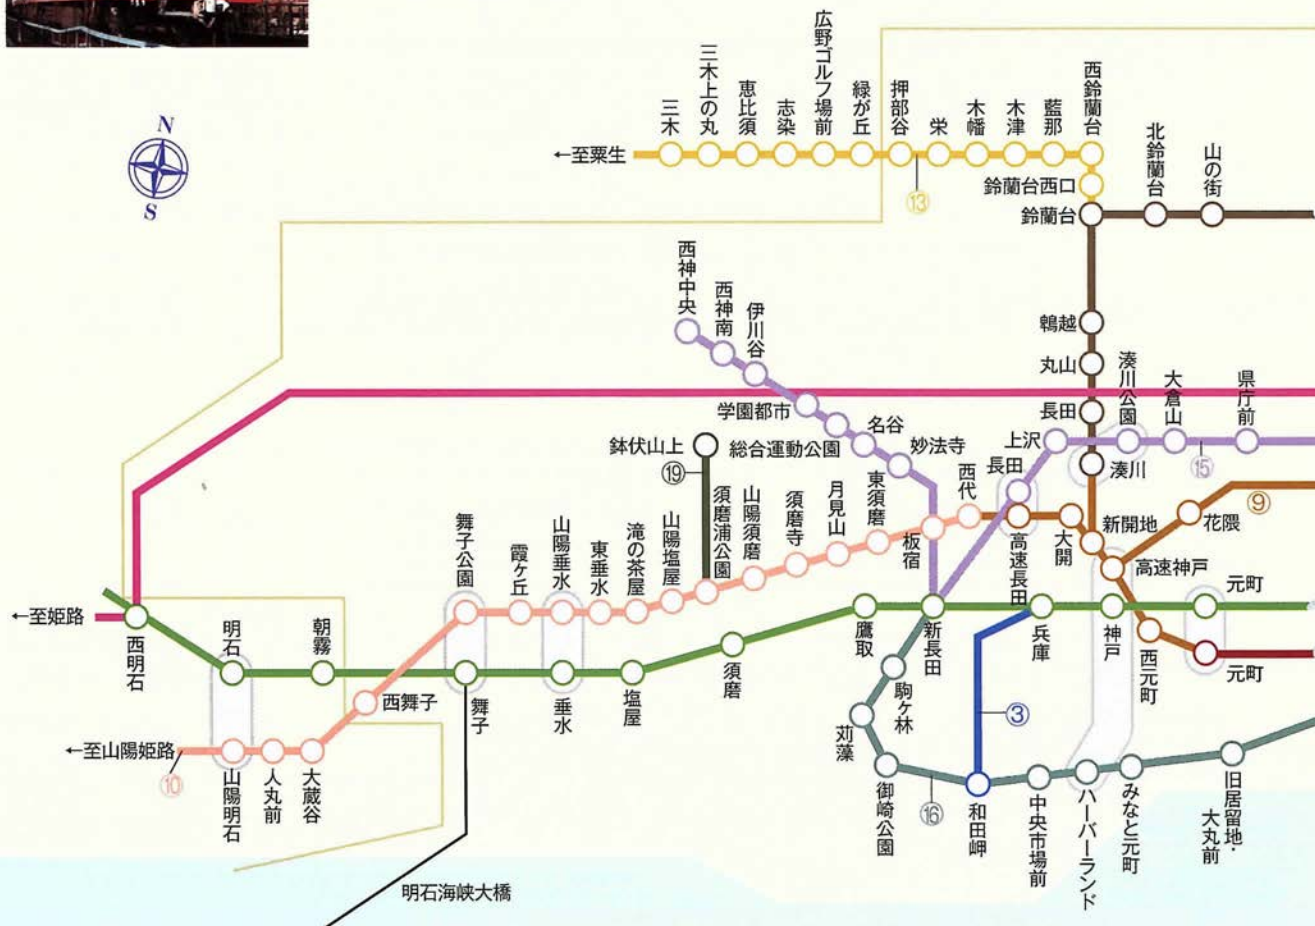 N
S
←至粟生
三木
三木上の丸
恵比須
志染
広野ゴルフ場前
緑が丘
押部谷
栄
木幡
木津
藍那
西鈴蘭台
⑬
鈴蘭台西口
鈴蘭台
北鈴蘭台
山の街
鵯越
丸山
長田
湊川
西神中央
西神南
伊川谷
学園都市
総合運動公園
名谷
妙法寺
板宿
新長田
長田
上沢
湊川公園
大倉山
県庁前
⑮
鉢伏山上
⑲
←至山陽姫路
⑩
山陽明石
人丸前
大蔵谷
西舞子
舞子公園
霞ヶ丘
山陽垂水
東垂水
滝の茶屋
山陽塩屋
須磨浦公園
山陽須磨
須磨寺
月見山
東須磨
西代
高速長田
大開
新開地
高速神戸
花隈
⑨
西元町
元町
←至姫路
西明石
明石
朝霧
舞子
垂水
塩屋
須磨
鷹取
兵庫
神戸
元町
③
駒ヶ林
苅藻
御崎公園
⑯
和田岬
中央市場前
ハーバーランド
みなと元町
旧居留地・
大丸前
明石海峡大橋